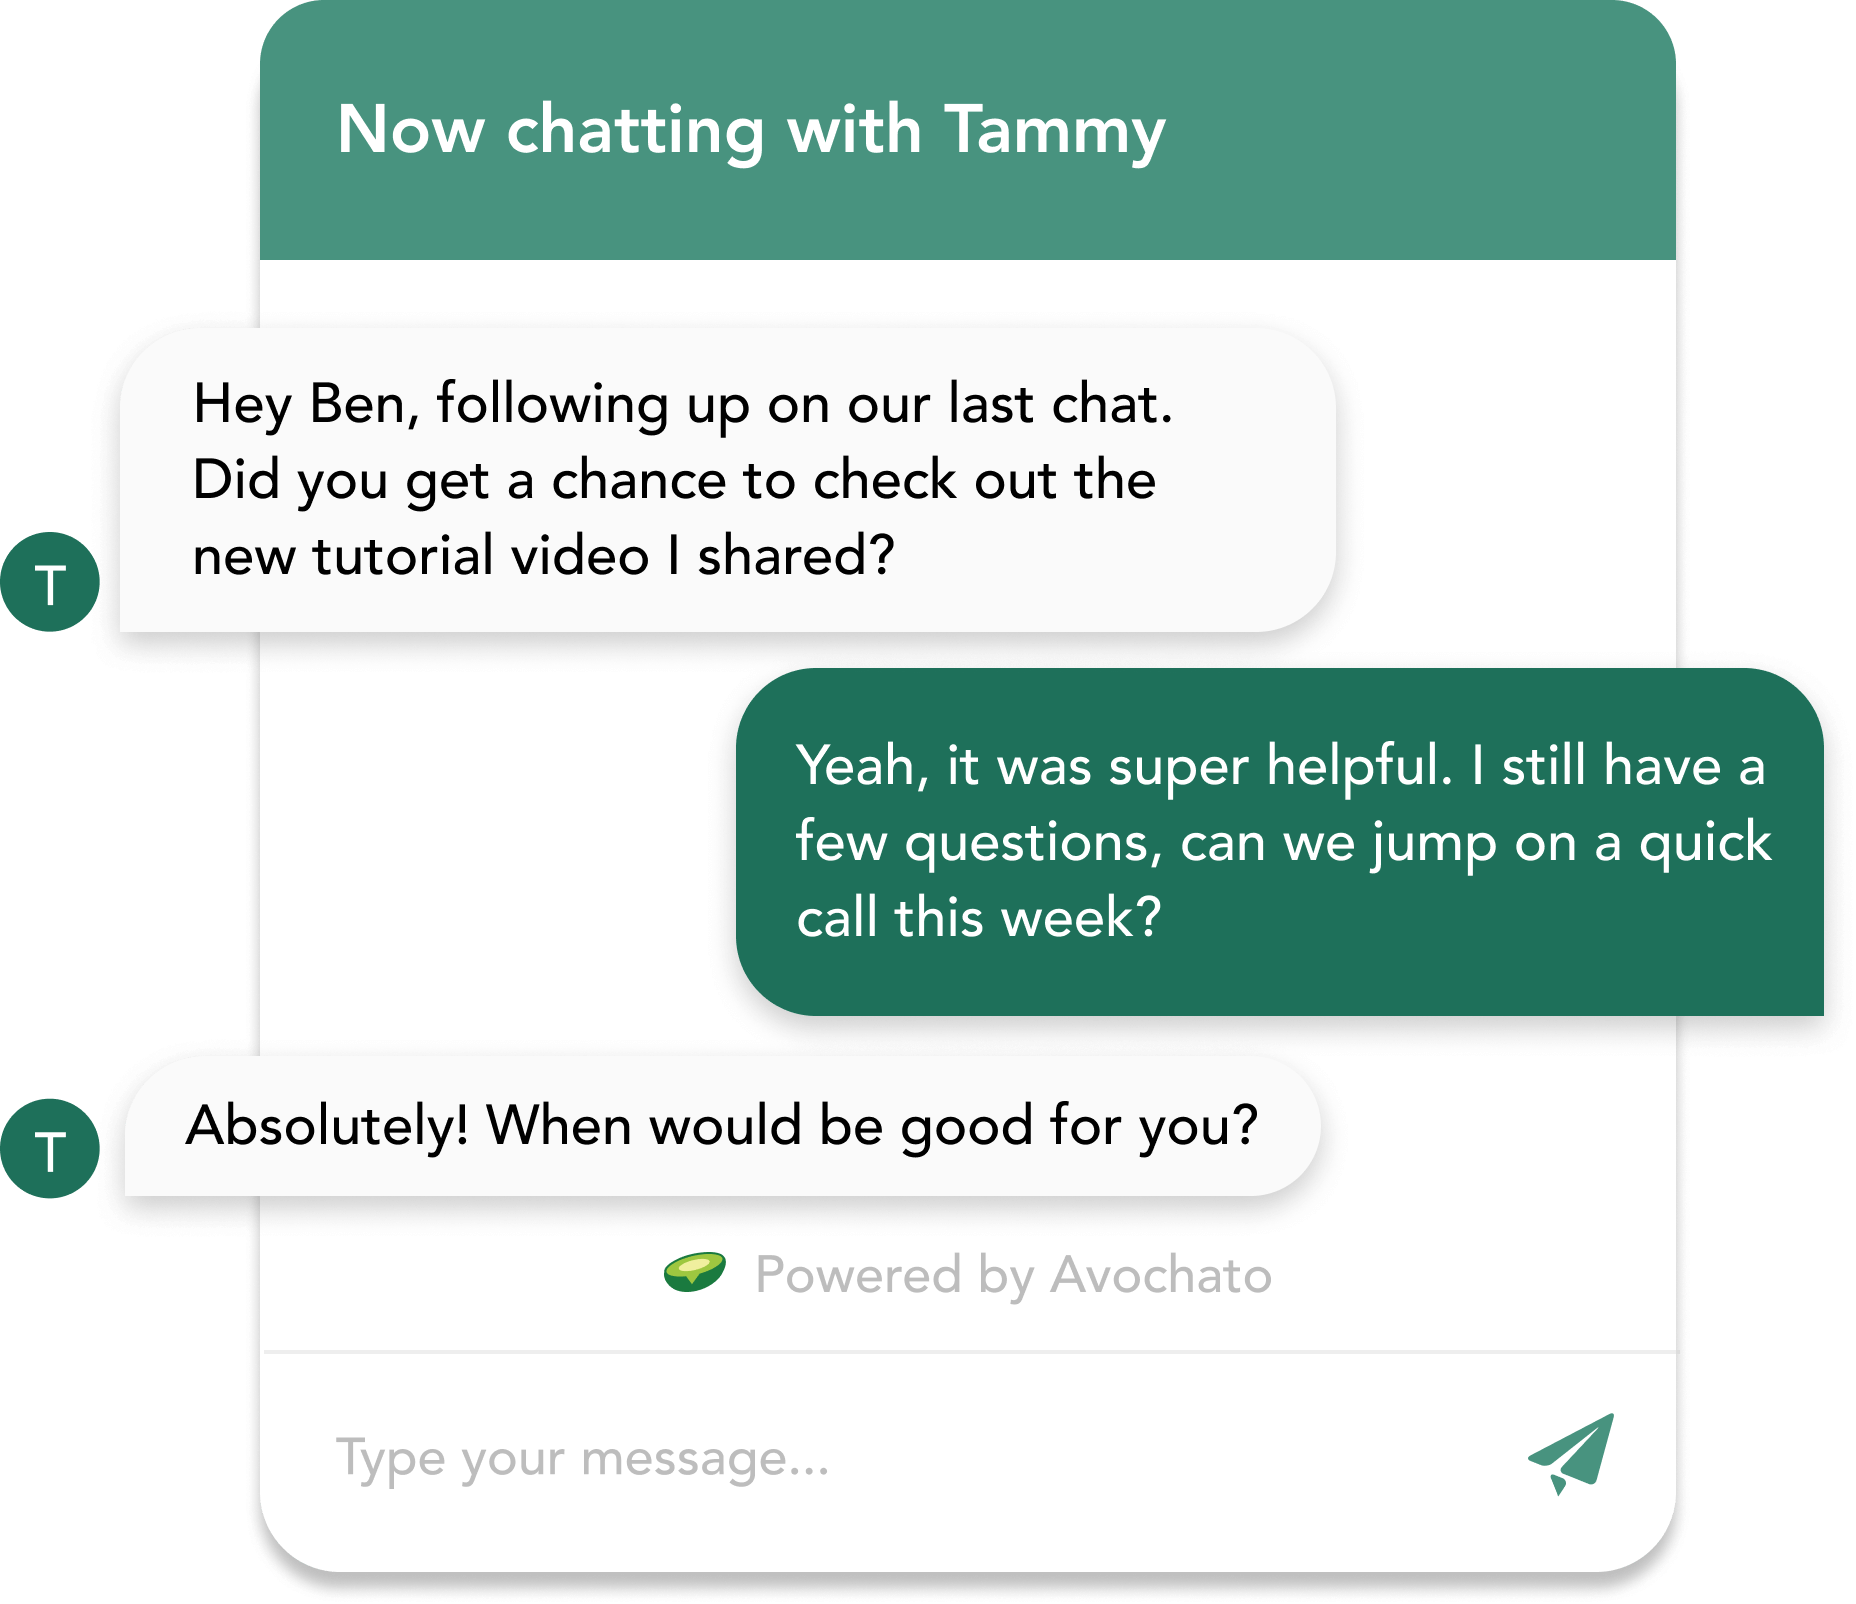 Now chatting with Tammy
Hey Ben, following up on our last chat.
Did you get a chance to check out the
new tutorial video I shared?
T
Yeah, it was super helpful. I still have a
few questions, can we jump on a quick
call this week?
Absolutely! When would be good for you?
T
Powered by Avochato
Type your message...